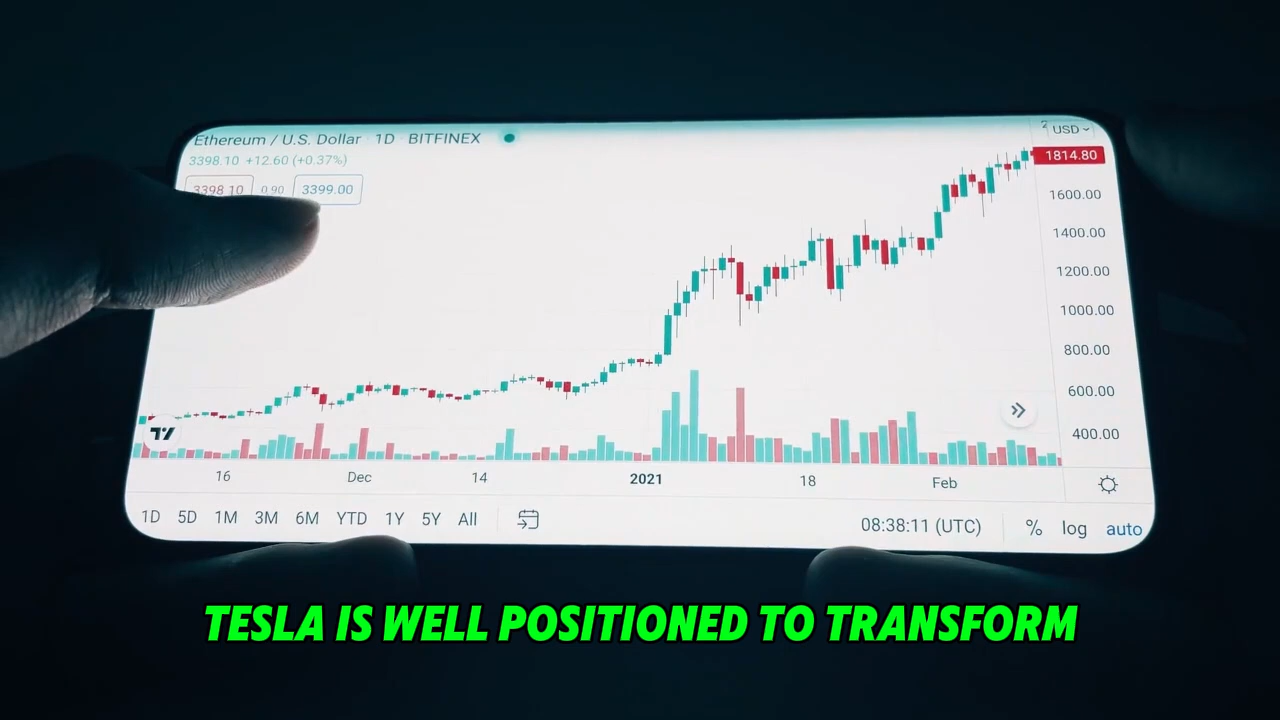 Ethereum / U.S. Dollar · 1D · BITFINEX
3398.10 +12.60 (+0.37%)
3398.10 0.90 3399.00
USD
1814.80
1600.00
1400.00
1200.00
1000.00
800.00
600.00
400.00
16 Dec 14 2021 18 Feb
1D 5D 1M 3M 6M YTD 1Y 5Y All
08:38:11 (UTC) % log auto
TESLA IS WELL POSITIONED TO TRANSFORM